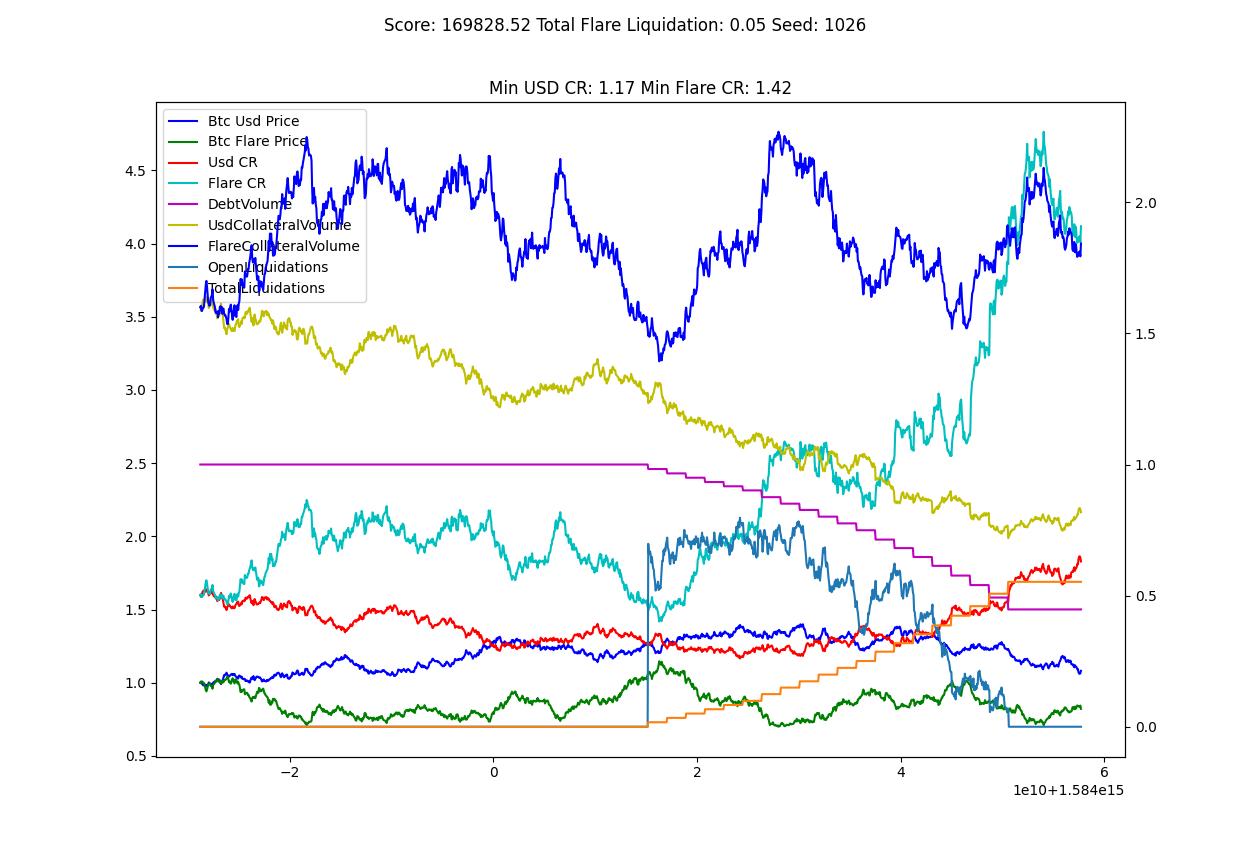 Score: 169828.52 Total Flare Liquidation: 0.05 Seed: 1026
Min USD CR: 1.17 Min Flare CR: 1.42
Btc Usd Price
Btc Flare Price
Usd CR
Flare CR
DebtVolume
UsdCollateralVolume
FlareCollateralVolume
OpenLiquidations
TotalLiquidations
4.5
4.0
3.5
3.0
2.5
2.0
1.5
1.0
0.5
2.0
1.5
1.0
0.5
0.0
−2 0 2 4 6
1e10+1.584e15